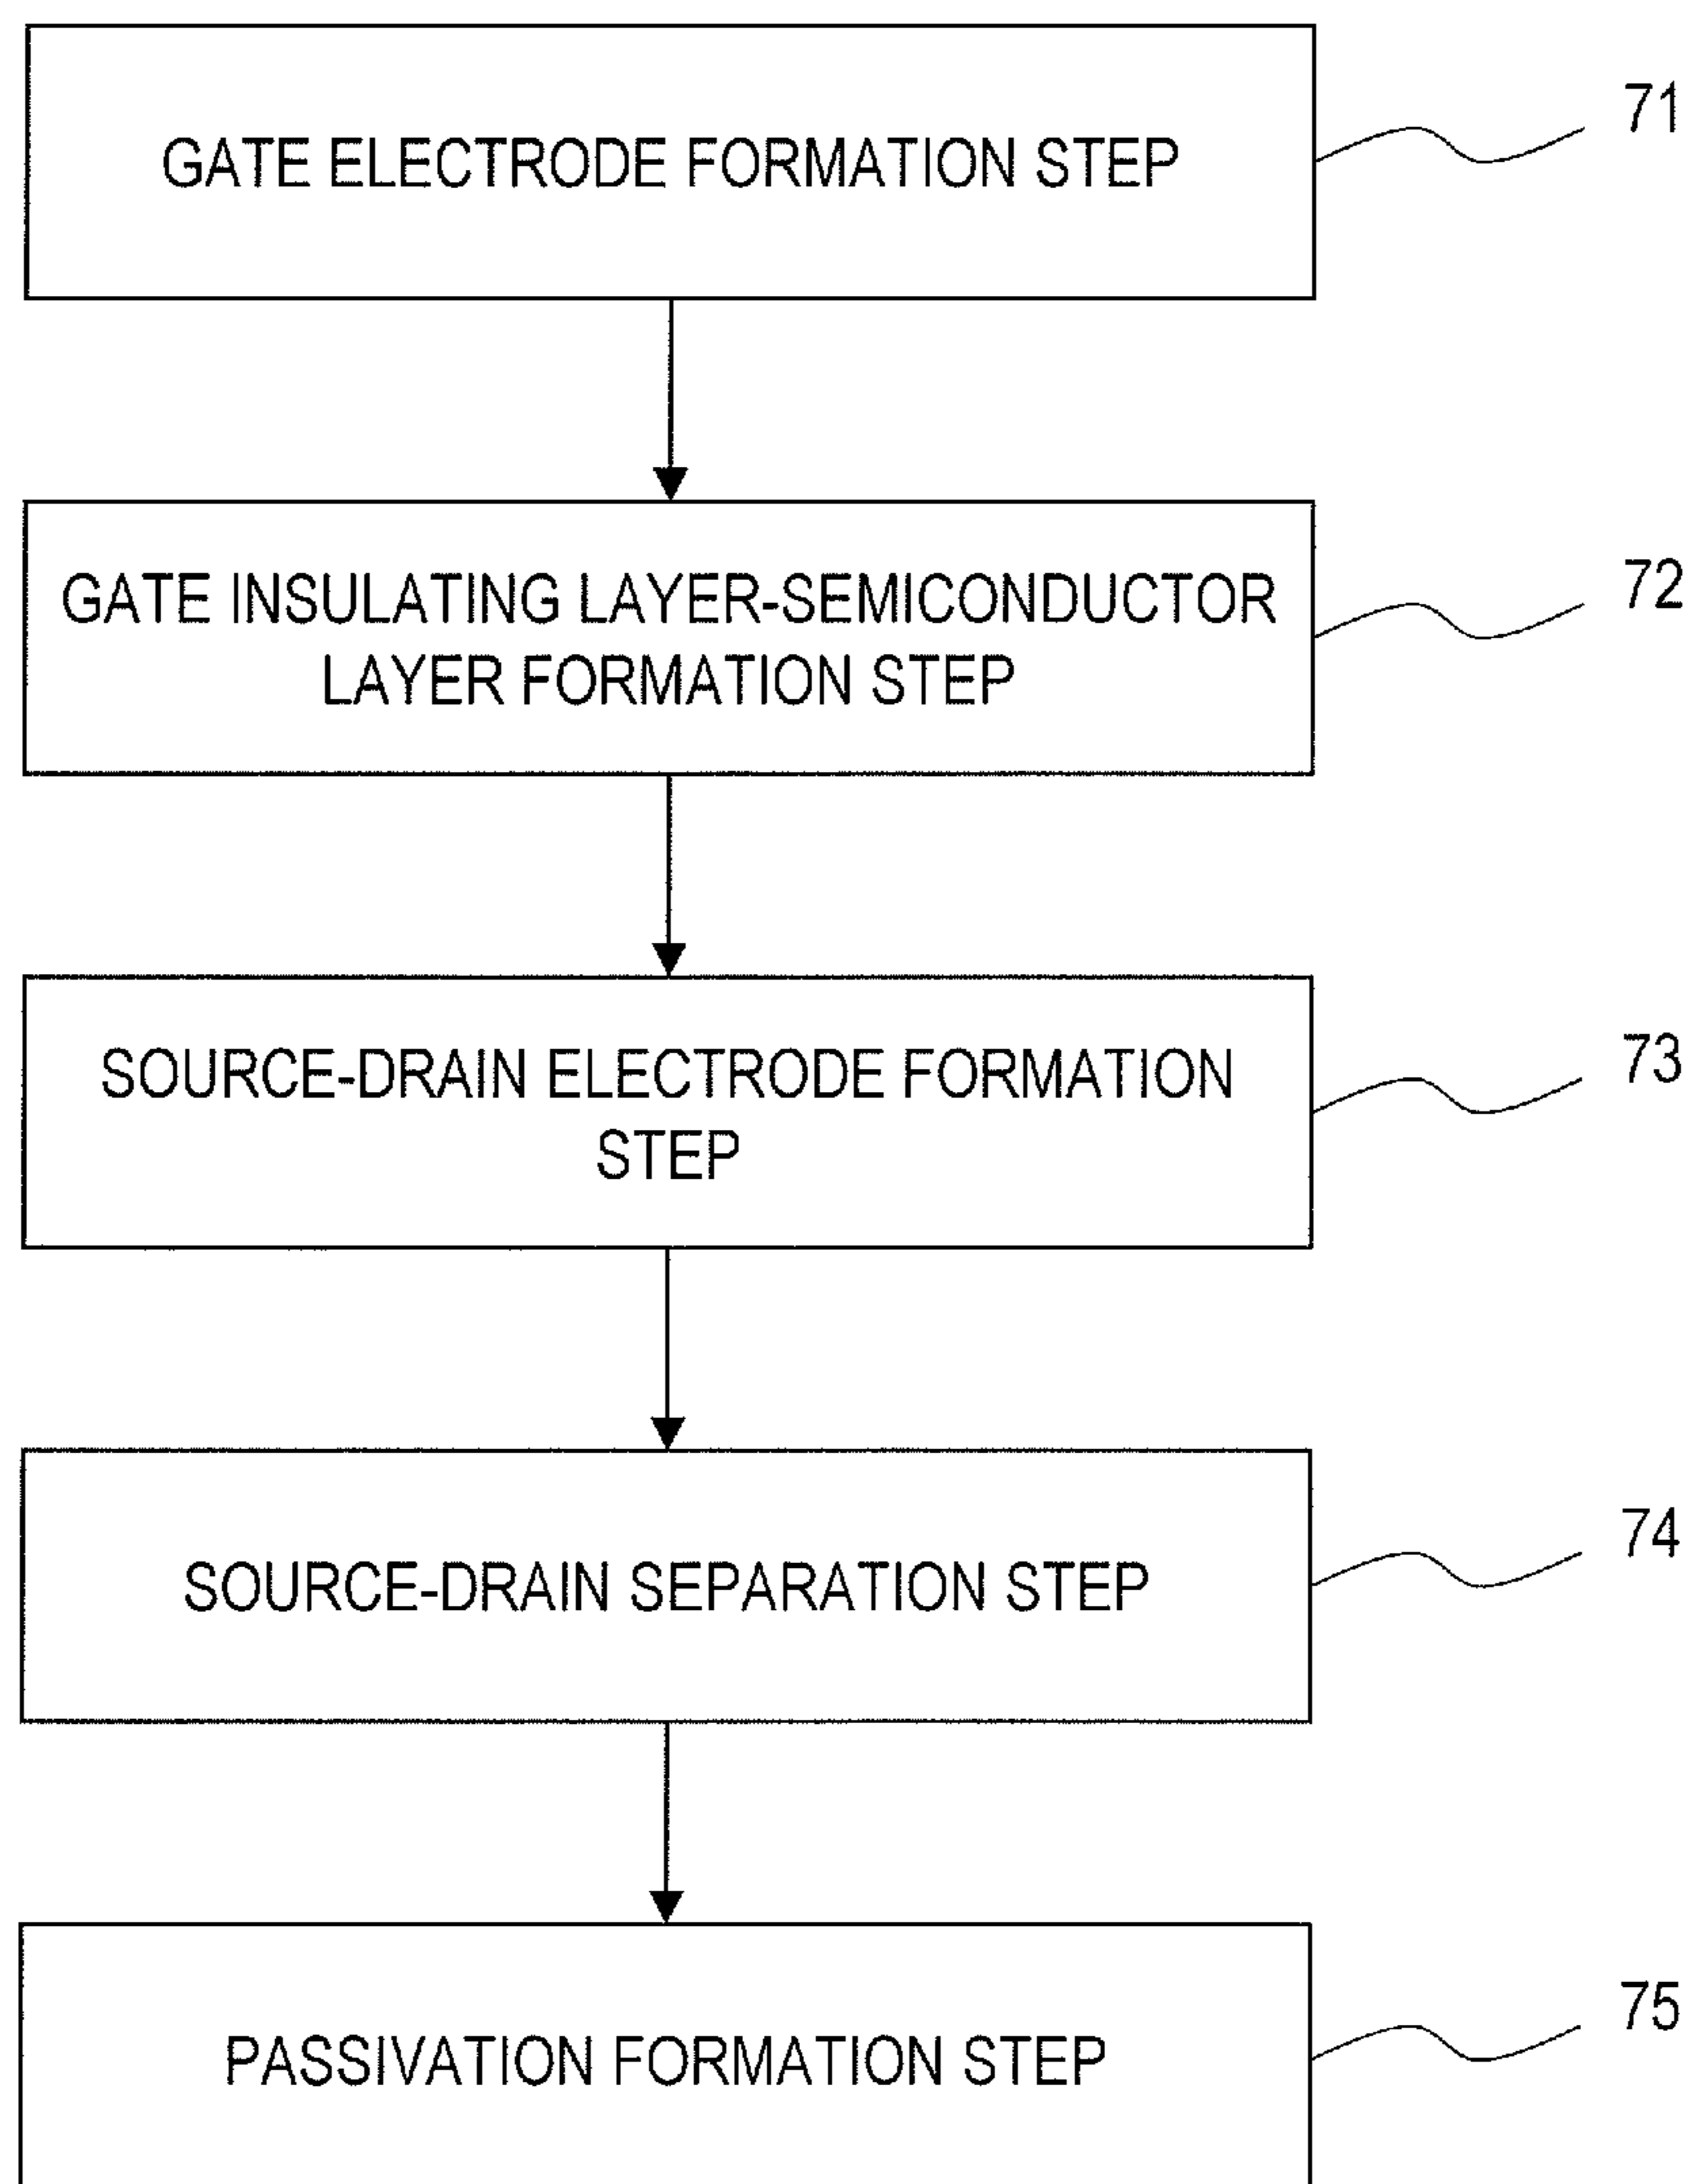 GATE ELECTRODE FORMATION STEP
71
GATE INSULATING LAYER-SEMICONDUCTOR
LAYER FORMATION STEP
72
SOURCE-DRAIN ELECTRODE FORMATION
STEP
73
SOURCE-DRAIN SEPARATION STEP
74
PASSIVATION FORMATION STEP
75